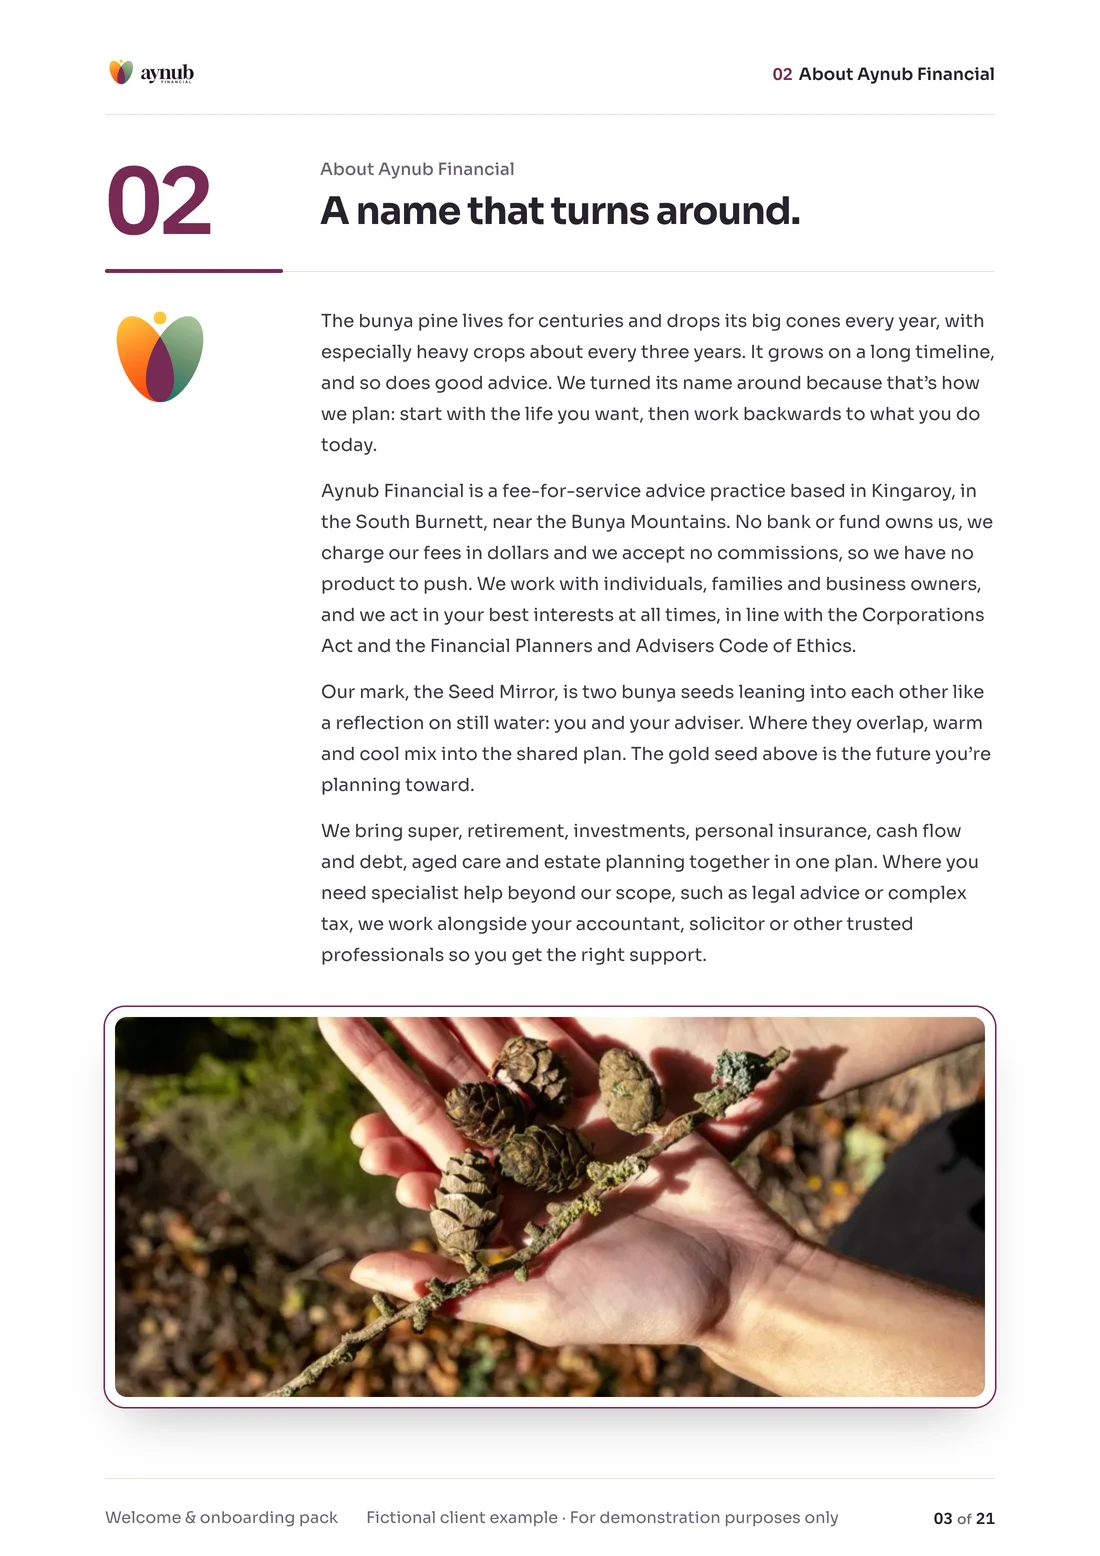 aynub
FINANCIAL
02 About Aynub Financial
02
About Aynub Financial
A name that turns around.
The bunya pine lives for centuries and drops its big cones every year, with
especially heavy crops about every three years. It grows on a long timeline,
and so does good advice. We turned its name around because that’s how
we plan: start with the life you want, then work backwards to what you do
today.
Aynub Financial is a fee-for-service advice practice based in Kingaroy, in
the South Burnett, near the Bunya Mountains. No bank or fund owns us, we
charge our fees in dollars and we accept no commissions, so we have no
product to push. We work with individuals, families and business owners,
and we act in your best interests at all times, in line with the Corporations
Act and the Financial Planners and Advisers Code of Ethics.
Our mark, the Seed Mirror, is two bunya seeds leaning into each other like
a reflection on still water: you and your adviser. Where they overlap, warm
and cool mix into the shared plan. The gold seed above is the future you’re
planning toward.
We bring super, retirement, investments, personal insurance, cash flow
and debt, aged care and estate planning together in one plan. Where you
need specialist help beyond our scope, such as legal advice or complex
tax, we work alongside your accountant, solicitor or other trusted
professionals so you get the right support.
Welcome & onboarding pack Fictional client example · For demonstration purposes only 03 of 21